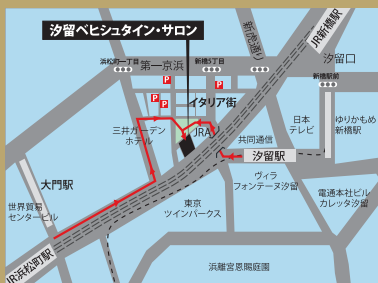 汐留ベヒシュタイン・サロン
JR新橋駅
新虎通り
汐留口
浜松町一丁目
第一京浜
新橋5丁目
新橋駅前
P
P
P
P
イタリア街
三井ガーデン
ホテル
JRA
共同通信
日本
テレビ
ゆりかもめ
新橋駅
汐留駅
大門駅
ヴィラ
フォンテーヌ汐留
電通本社ビル
カレッタ汐留
世界貿易
センタービル
東京
ツインパークス
JR浜松町駅
浜離宮恩賜庭園